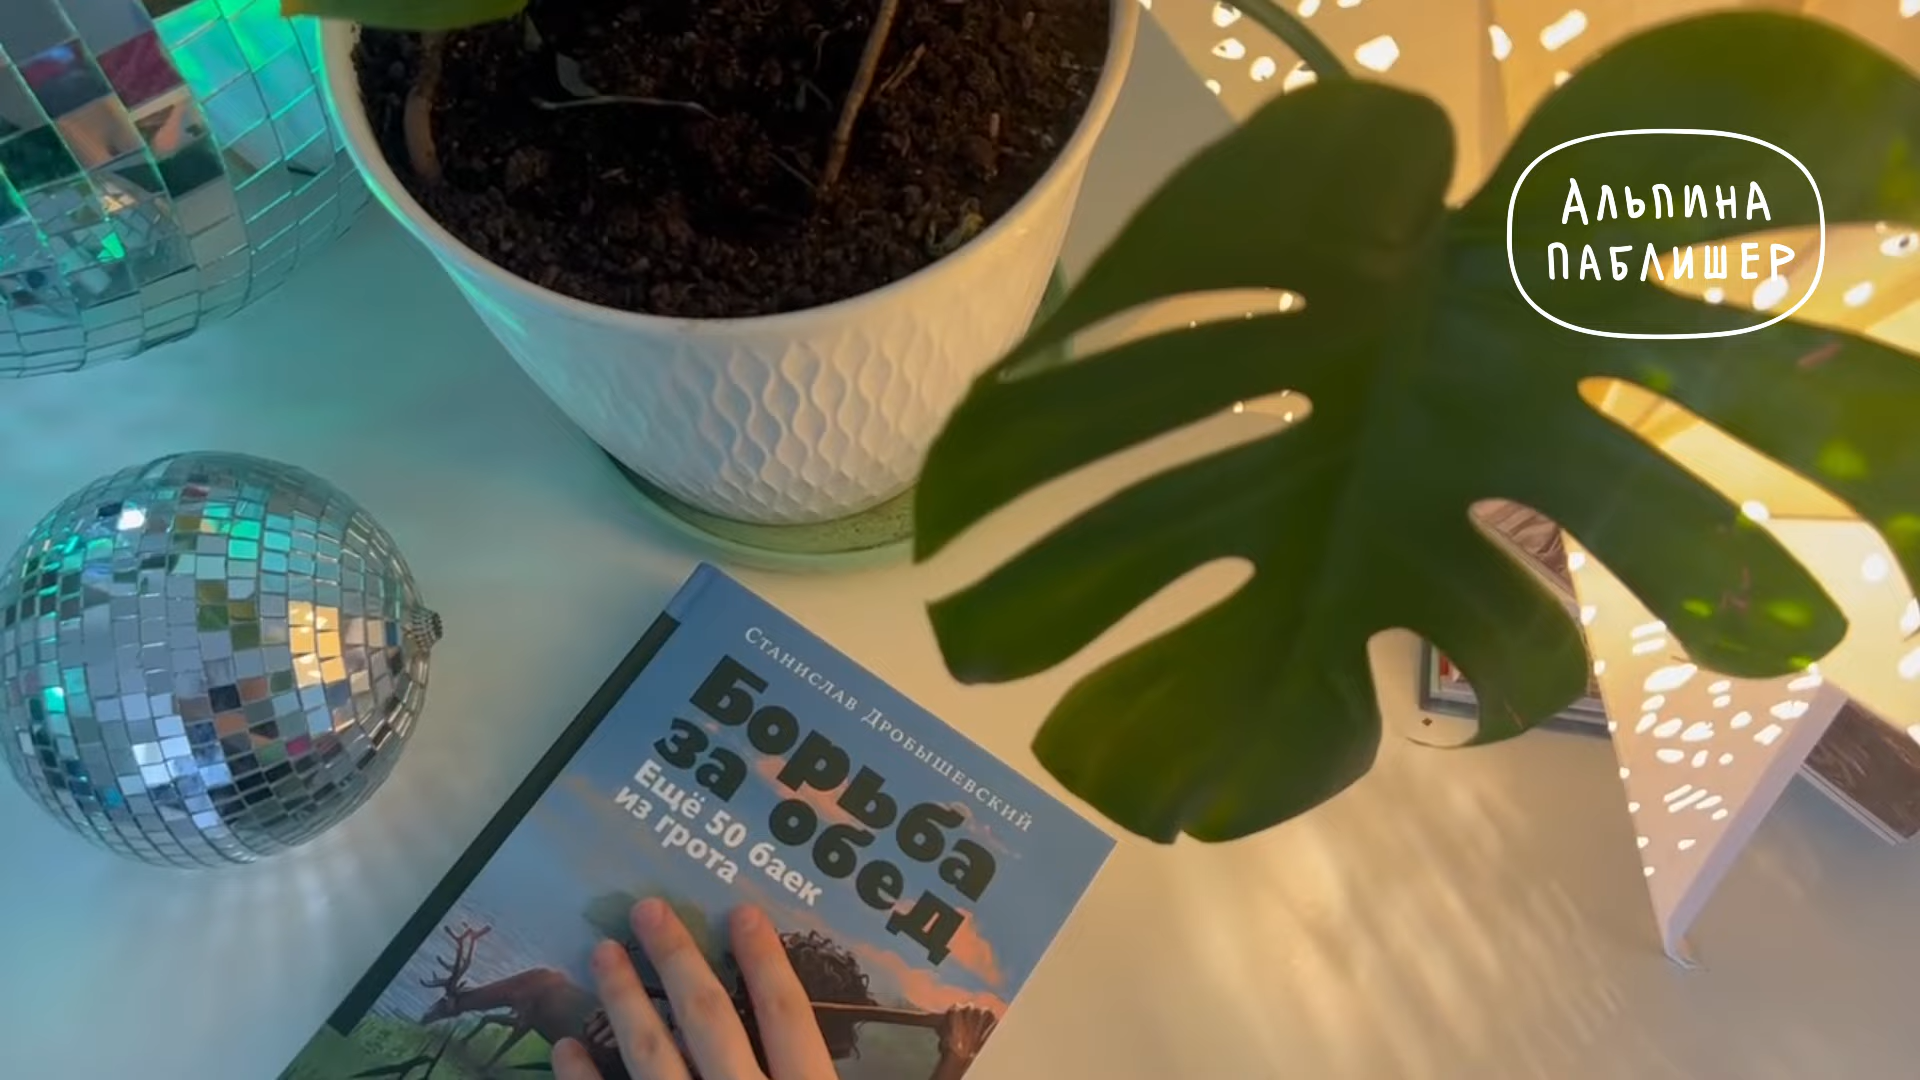 АЛЬПИНА
ПАБЛИШЕР
Станислав Дробышевский
Борьба
за обед
Ещё 50 баек
из грота